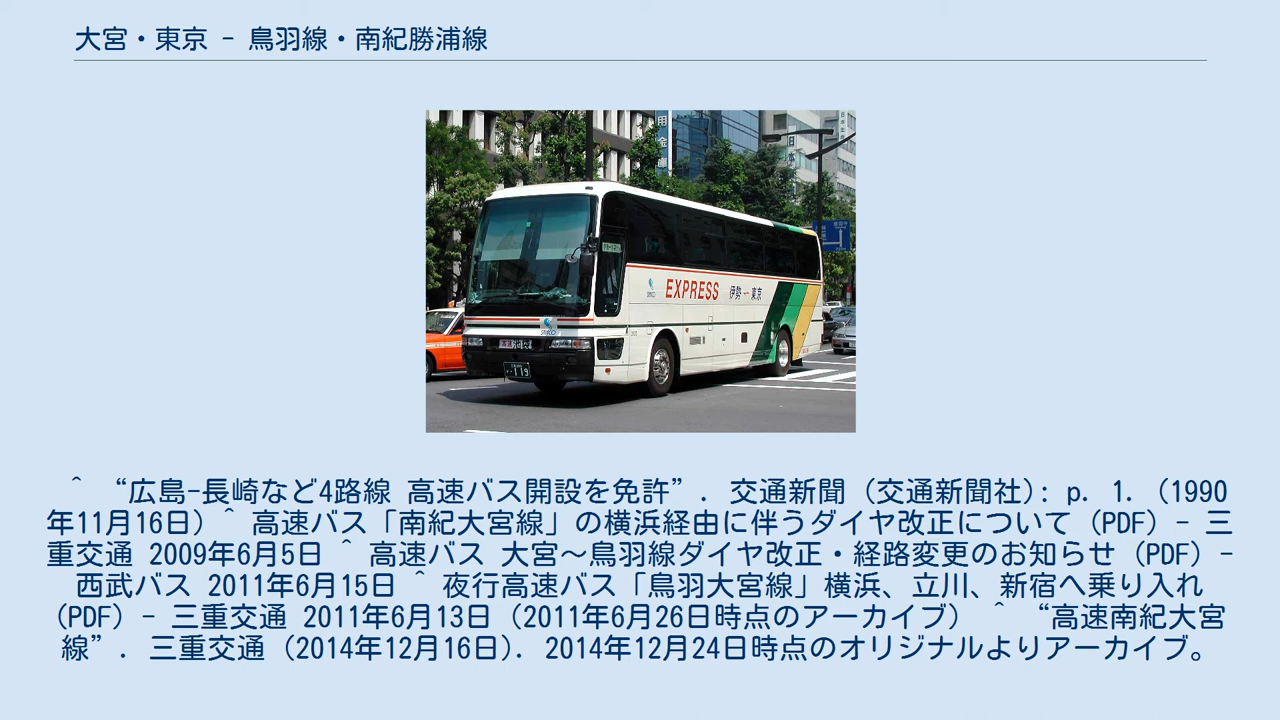 大宮・東京 - 鳥羽線・南紀勝浦線
用金庫
EXPRESS 伊勢―東京
SANCO
池袋
119
^ “広島-長崎など4路線 高速バス開設を免許”. 交通新聞 (交通新聞社): p. 1. (1990
年11月16日) ^ 高速バス「南紀大宮線」の横浜経由に伴うダイヤ改正について (PDF) - 三
重交通 2009年6月5日 ^ 高速バス 大宮～鳥羽線ダイヤ改正・経路変更のお知らせ (PDF) -
西武バス 2011年6月15日 ^ 夜行高速バス「鳥羽大宮線」横浜、立川、新宿へ乗り入れ
(PDF) - 三重交通 2011年6月13日（2011年6月26日時点のアーカイブ） ^ “高速南紀大宮
線”. 三重交通 (2014年12月16日). 2014年12月24日時点のオリジナルよりアーカイブ。